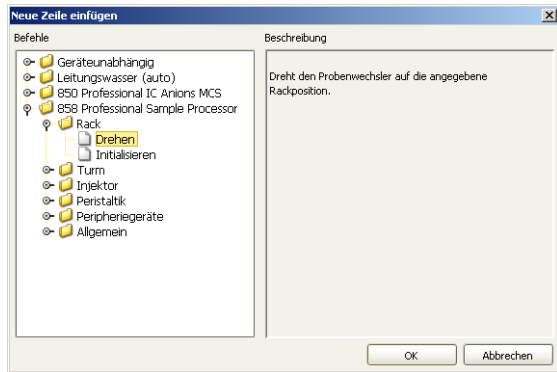 Neue Zeile einfügen
Befehle
Beschreibung
Geräteunabhängig
Leitungswasser (auto)
850 Professional IC Anions MCS
858 Professional Sample Processor
Rack
Drehen
Initialisieren
Turm
Injektor
Peristaltik
Peripheriegeräte
Allgemein
Dreht den Probenwechsler auf die angegebene
Rackposition.
OK
Abbrechen